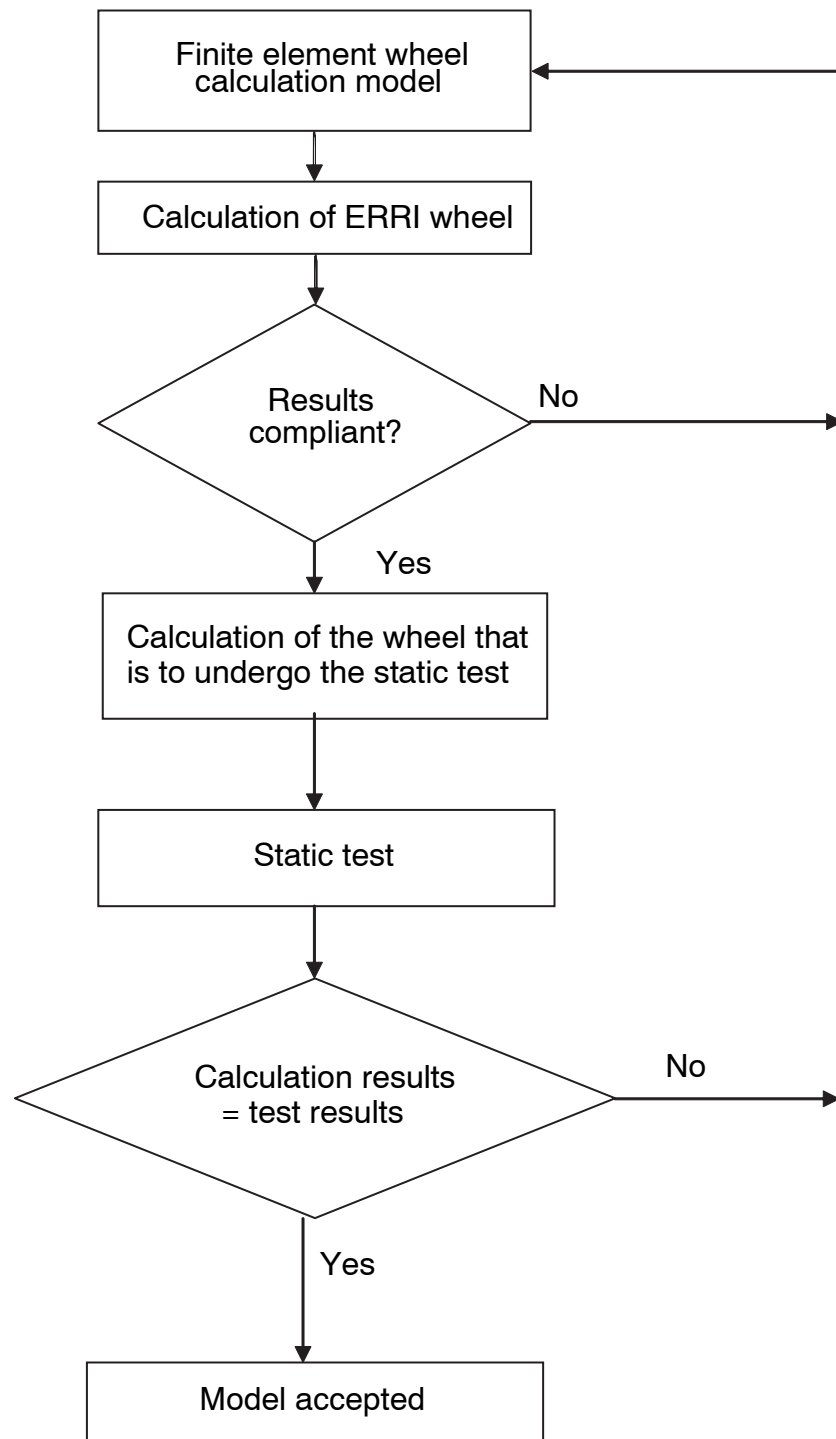 Finite element wheel
calculation model
Calculation of ERRI wheel
Results
compliant?
No
Yes
Calculation of the wheel that
is to undergo the static test
Static test
Calculation results
= test results
No
Yes
Model accepted